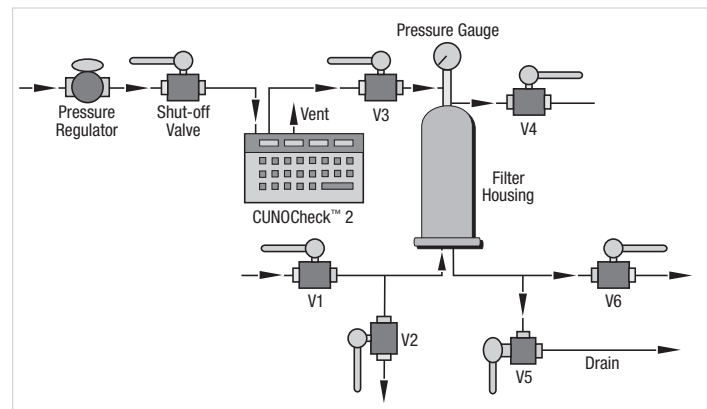 Pressure Gauge
Pressure
Regulator
Shut-off
Valve
Vent
V3
V4
CUNOCheck™ 2
Filter
Housing
V1
V2
V6
V5
Drain